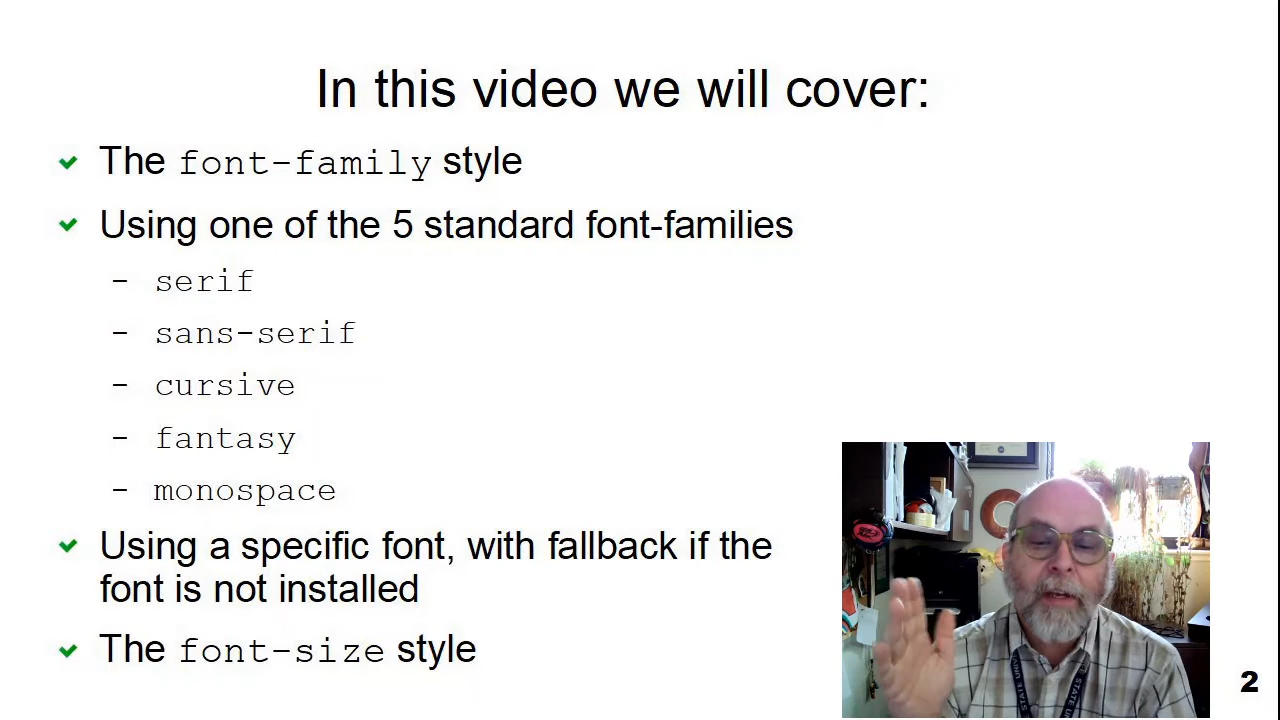 In this video we will cover:
The font-family style
Using one of the 5 standard font-families
- serif
- sans-serif
- cursive
- fantasy
- monospace
Using a specific font, with fallback if the
font is not installed
The font-size style
2